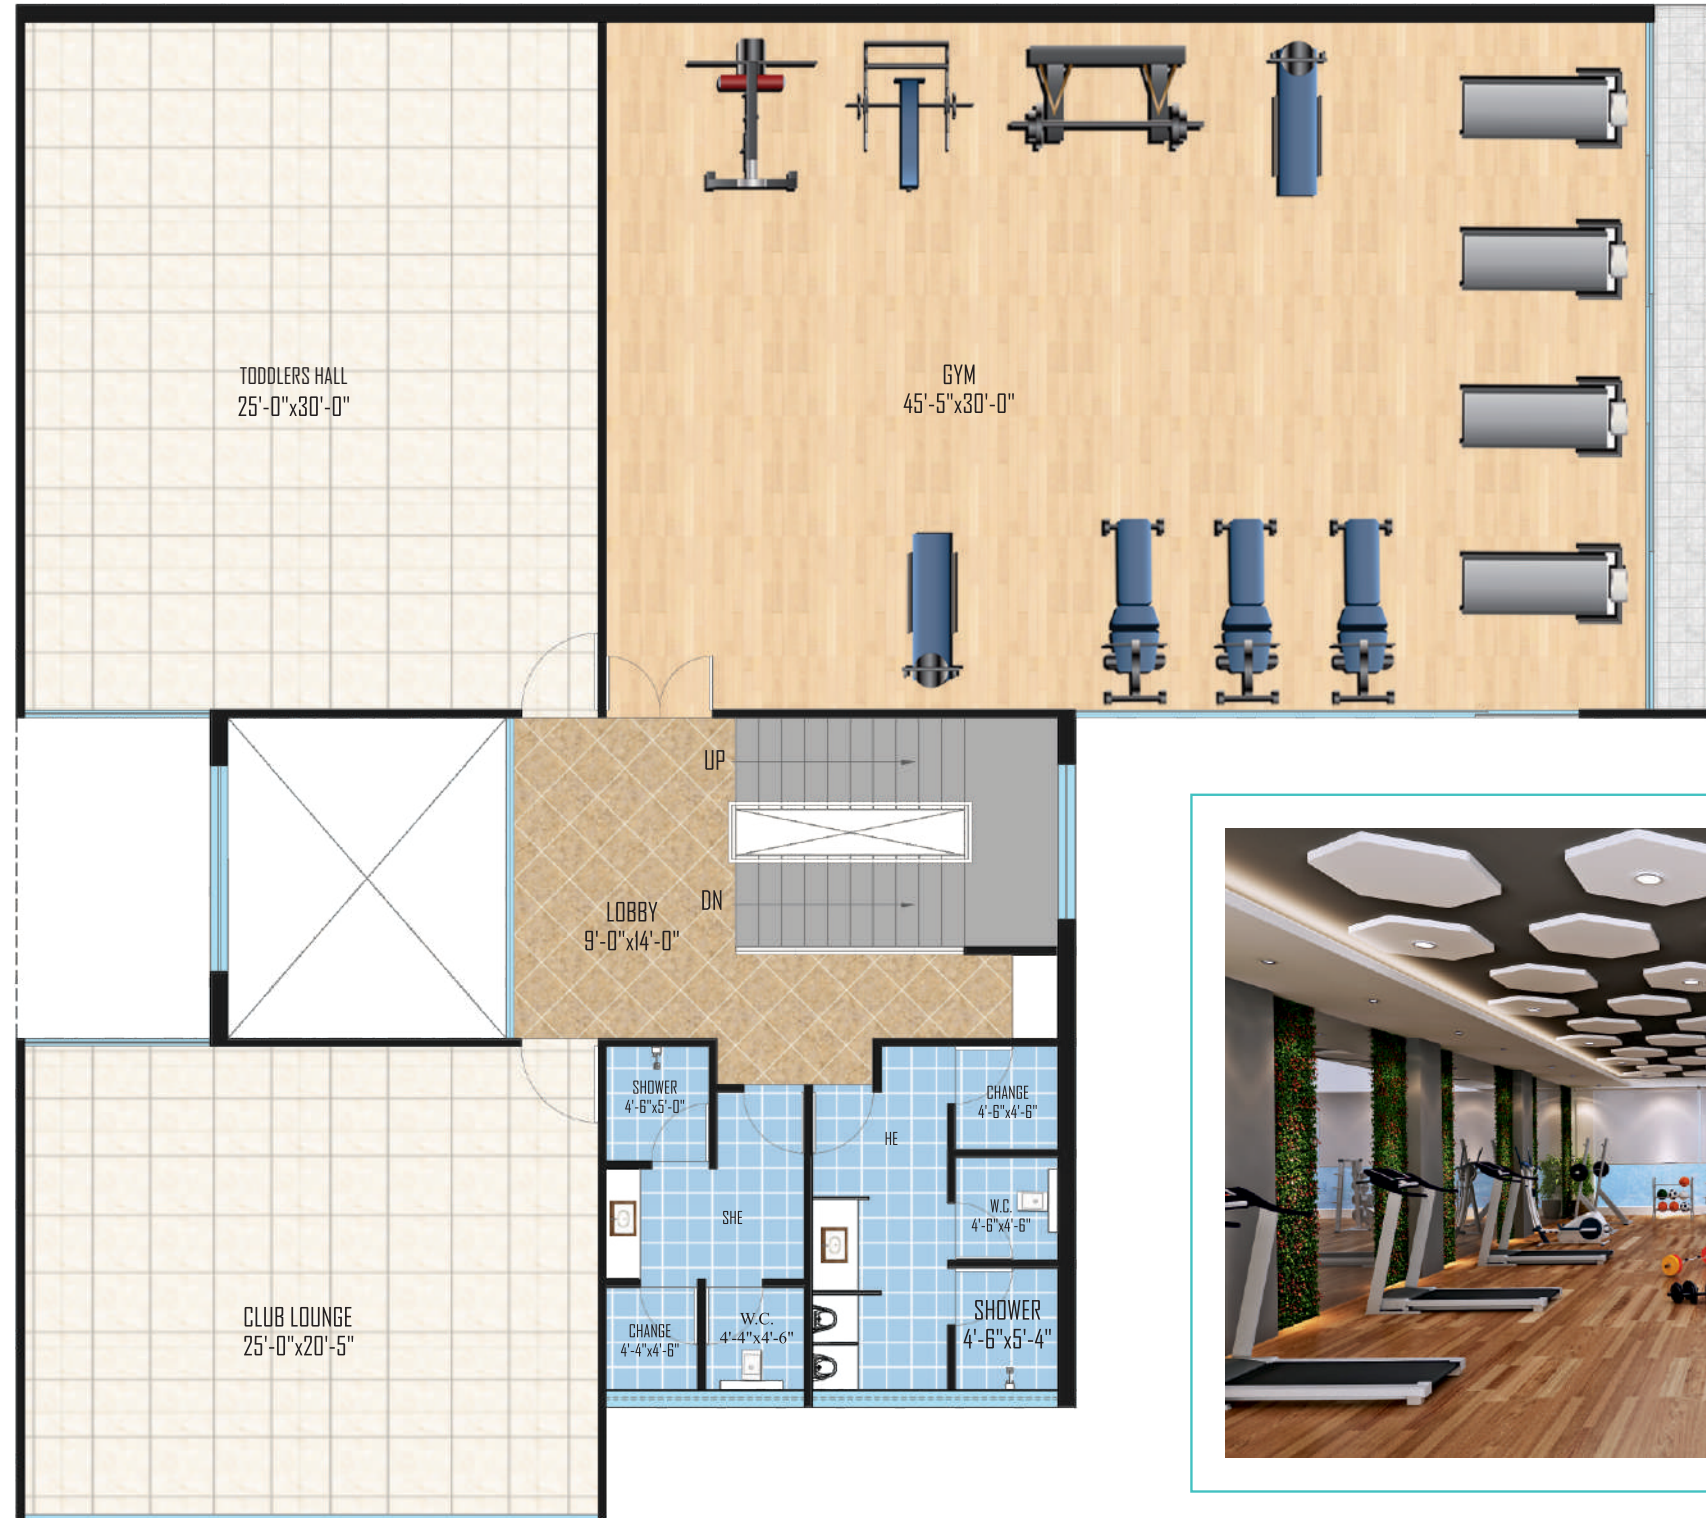 TODDLERS HALL
25'-0"x30'-0"
GYM
45'-5"x30'-0"
UP
DN
LOBBY
9'-0"x14'-0"
SHOWER
4'-6"x5'-0"
CHANGE
4'-6"x4'-6"
HE
W.C.
4'-6"x4'-6"
SHE
CLUB LOUNGE
25'-0"x20'-5"
CHANGE
4'-4"x4'-6"
W.C.
4'-4"x4'-6"
SHOWER
4'-6"x5'-4"